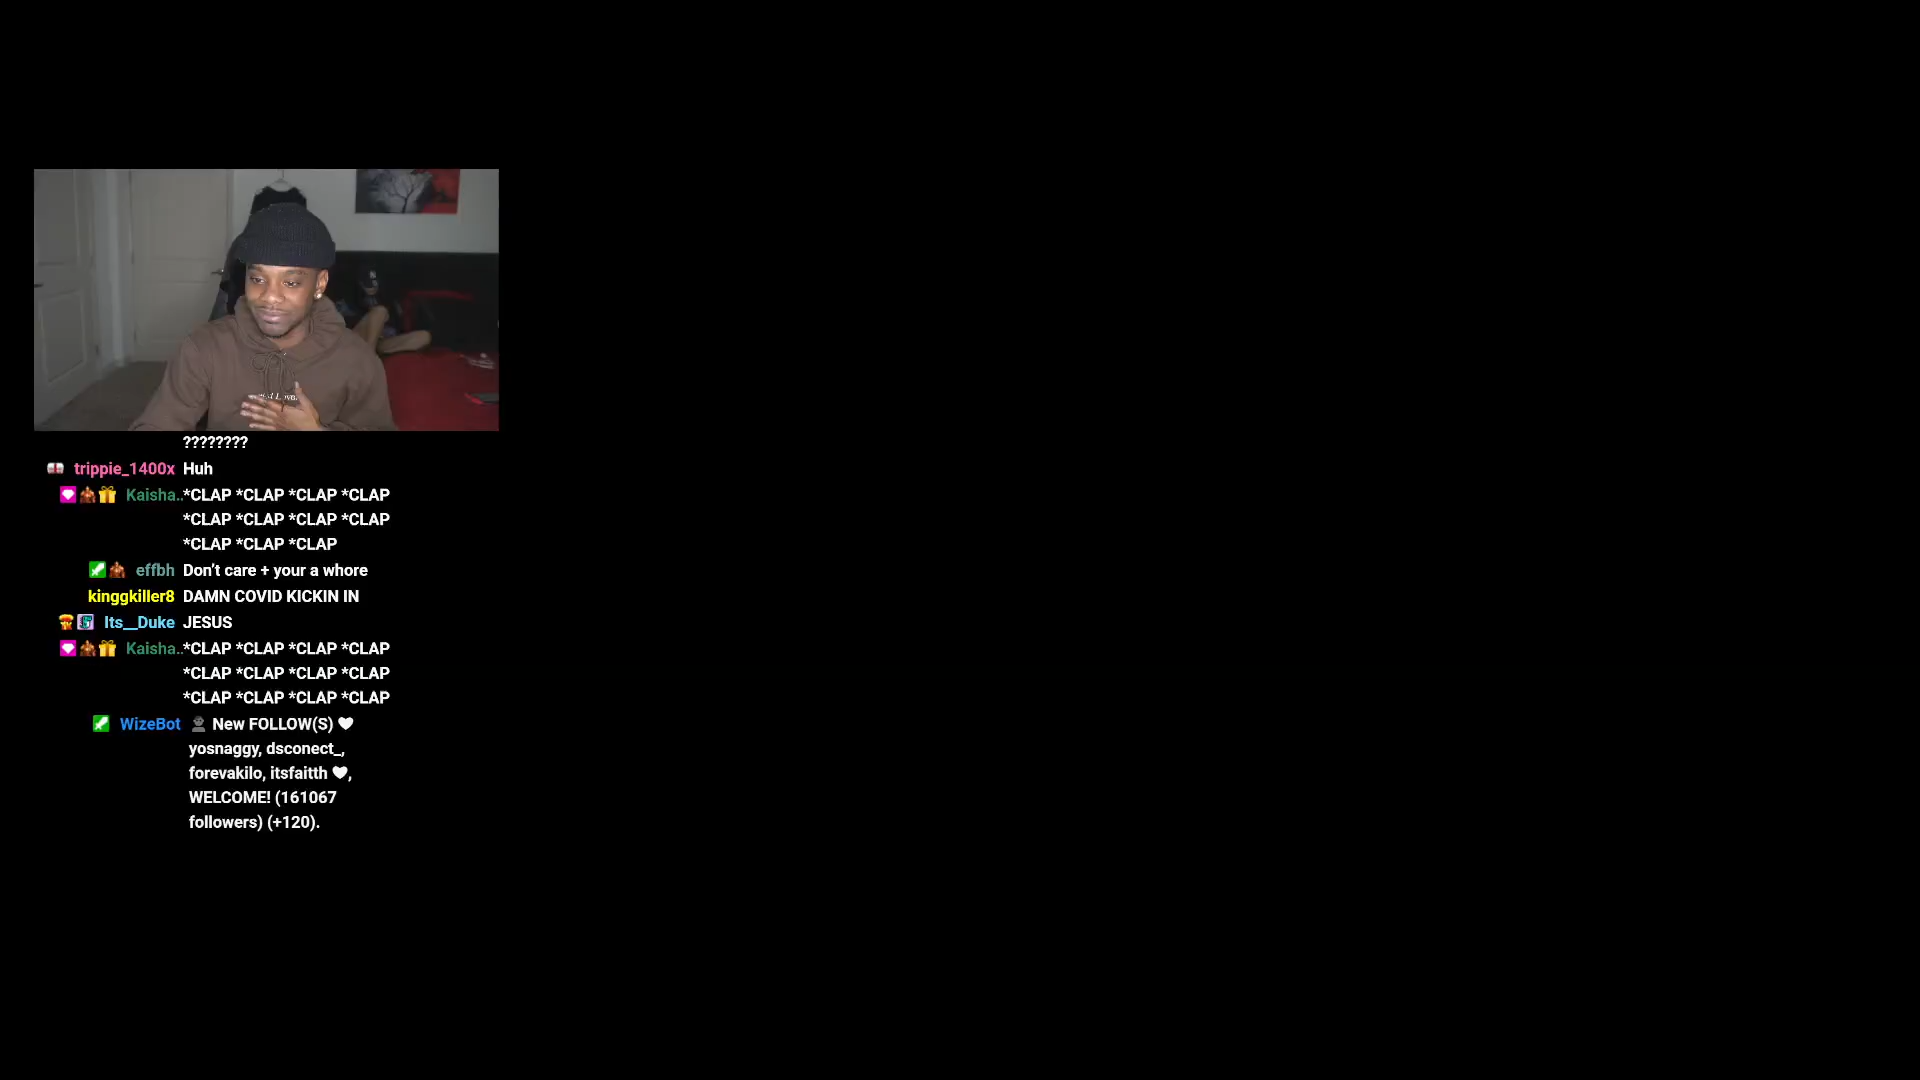 ????????
trippie_1400x Huh
Kaisha..*CLAP *CLAP *CLAP *CLAP
*CLAP *CLAP *CLAP *CLAP
*CLAP *CLAP *CLAP
effbh Don’t care + your a whore
kinggkiller8 DAMN COVID KICKIN IN
Its__Duke JESUS
Kaisha..*CLAP *CLAP *CLAP *CLAP
*CLAP *CLAP *CLAP *CLAP
*CLAP *CLAP *CLAP *CLAP
WizeBot 👤 New FOLLOW(S) 🤍
yosnaggy, dsconect_,
forevakilo, itsfaitth 🤍,
WELCOME! (161067
followers) (+120).